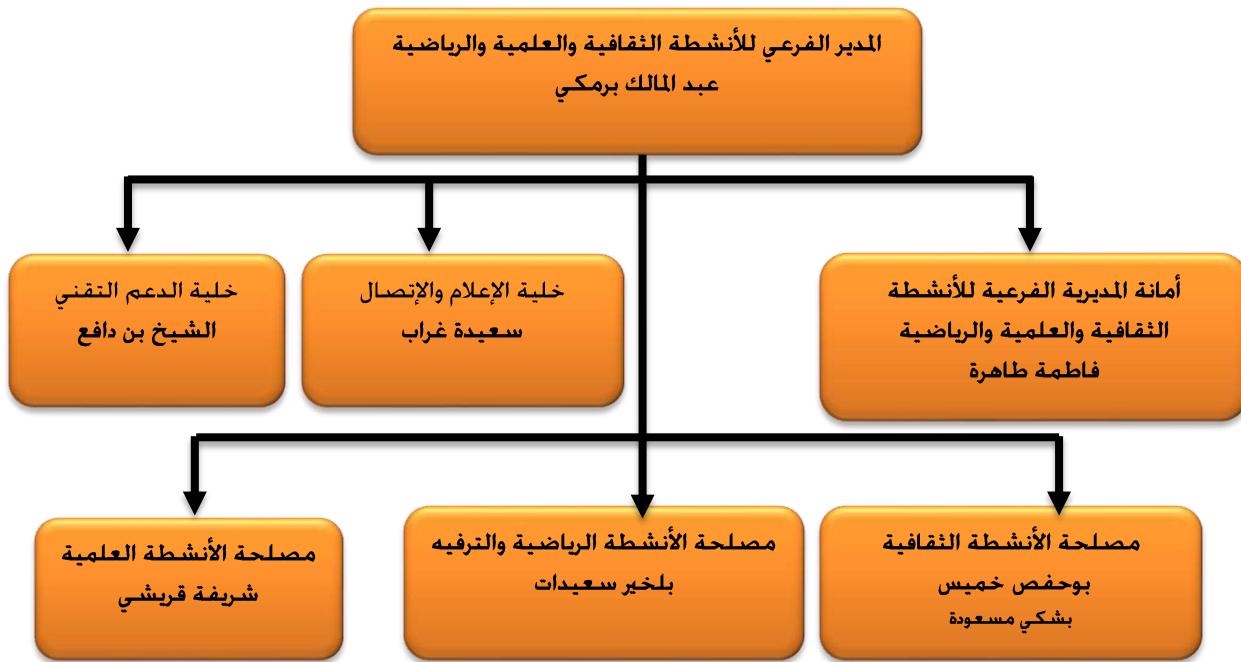 المدير الفرعي للأنشطة الثقافية والعلمية والرياضية
عبد المالك برمكي
أمانة المديرية الفرعية للأنشطة
الثقافية والعلمية والرياضية
فاطمة طاهرة
خلية الإعلام والإتصال
سعيدة غراب
خلية الدعم التقني
الشيخ بن دافع
مصلحة الأنشطة الثقافية
بوحفص خميس
بشكي مسعودة
مصلحة الأنشطة الرياضية والترفيه
بلخير سعيدات
مصلحة الأنشطة العلمية
شريفة قريشي